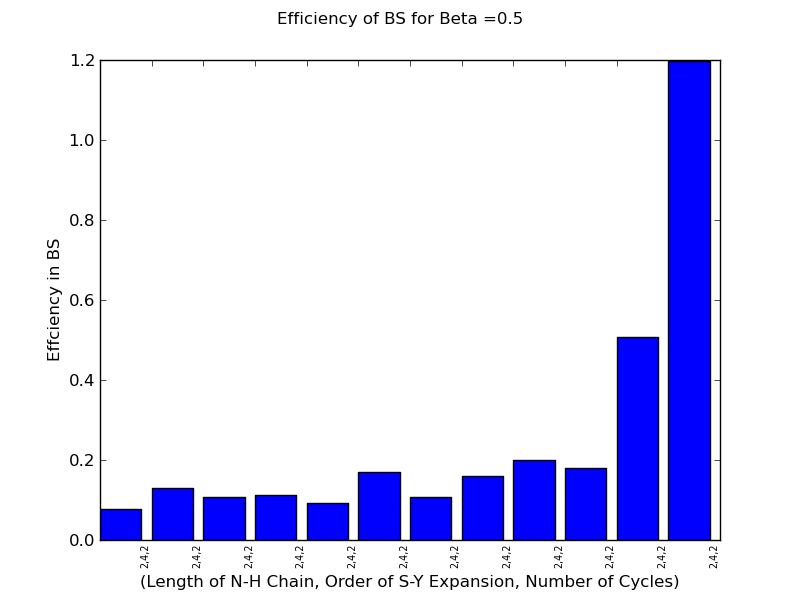 Efficiency of BS for Beta =0.5
1.2
1.0
0.8
0.6
0.4
0.2
0.0
Effciency in BS
2,4,2 2,4,2 2,4,2 2,4,2 2,4,2 2,4,2 2,4,2 2,4,2 2,4,2 2,4,2 2,4,2 2,4,2
(Length of N-H Chain, Order of S-Y Expansion, Number of Cycles)